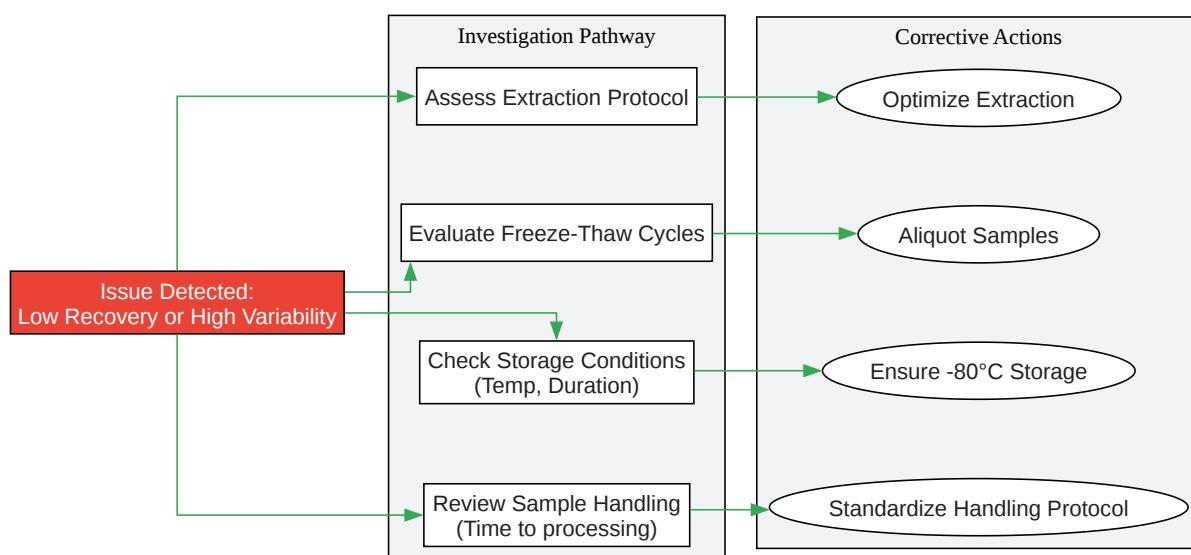 Investigation Pathway
Corrective Actions
Assess Extraction Protocol
Optimize Extraction
Evaluate Freeze-Thaw Cycles
Aliquot Samples
Issue Detected:
Low Recovery or High Variability
Check Storage Conditions
(Temp, Duration)
Ensure -80°C Storage
Review Sample Handling
(Time to processing)
Standardize Handling Protocol